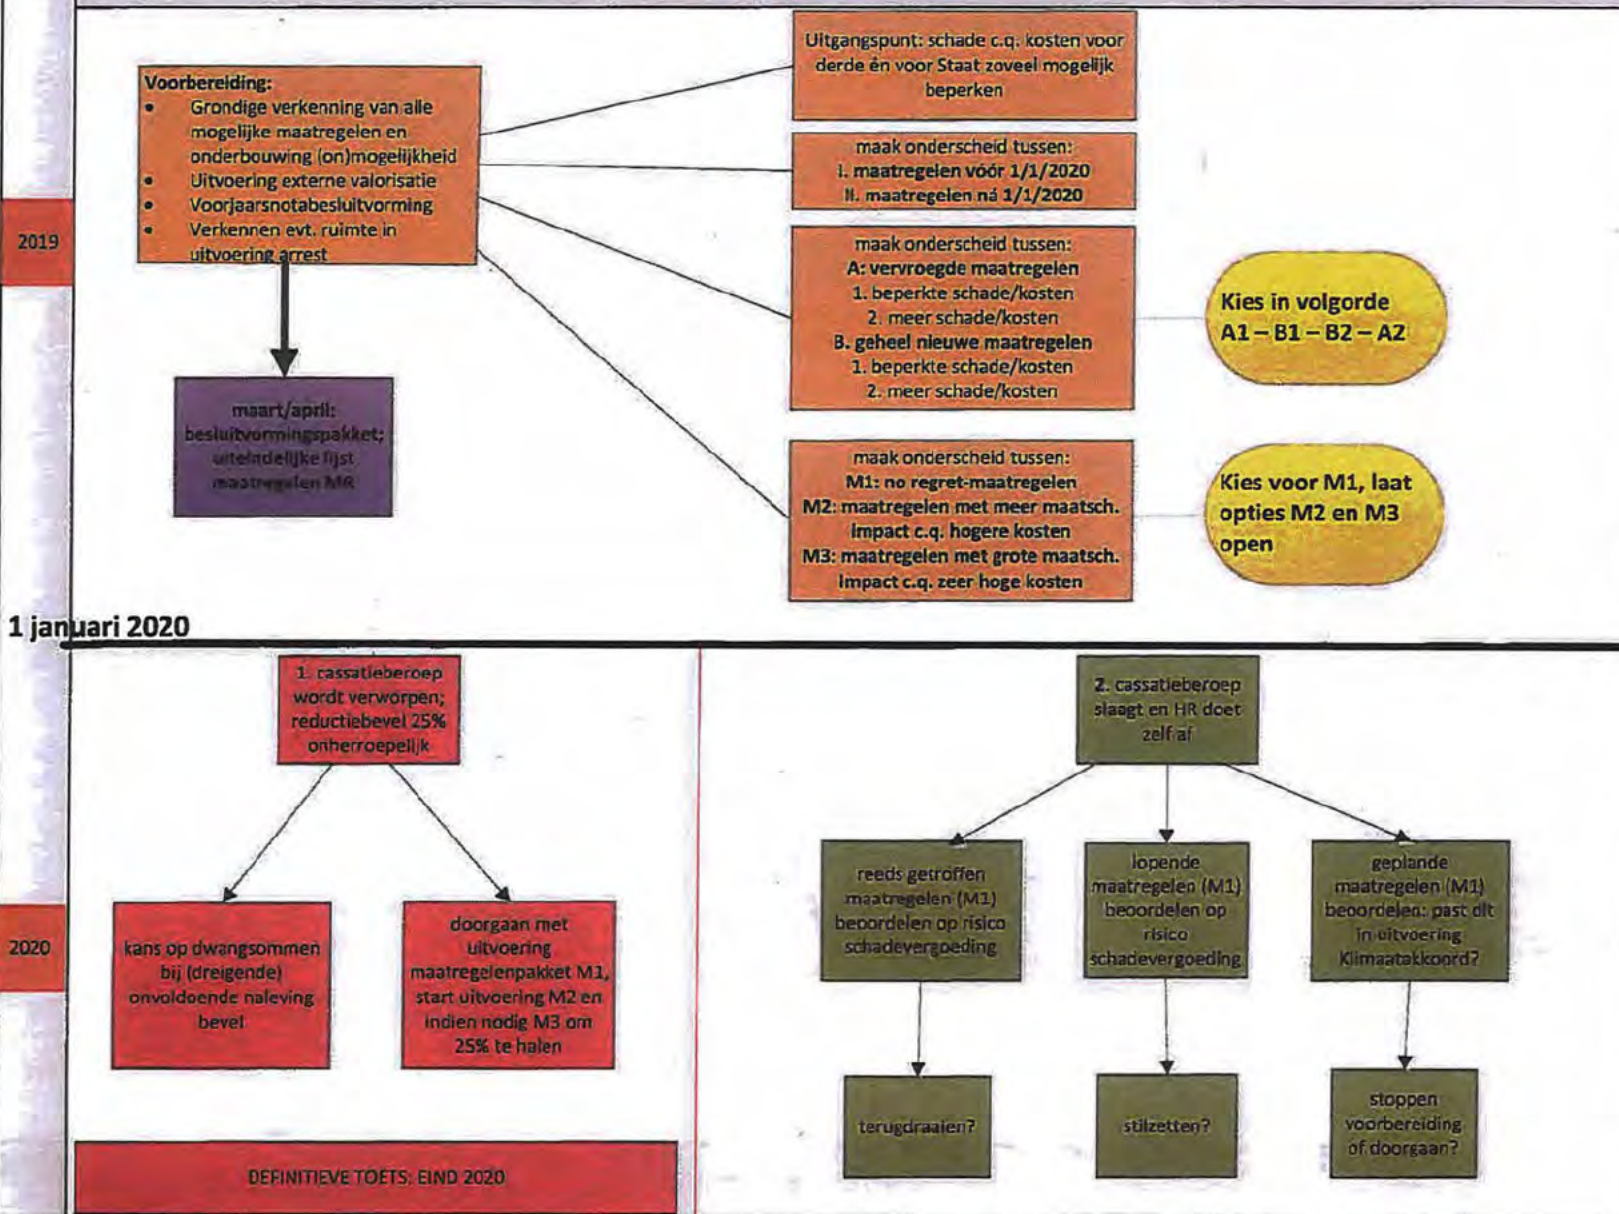 Voorbereiding:
• Grondige verkenning van alle
mogelijke maatregelen en
onderbouwing (on)mogelijkheid
• Uitvoering externe valorisatie
• Voorjaarsnotabesluitvorming
• Verkennen evt. ruimte in
uitvoering arrest
Uitgangspunt: schade c.q. kosten voor
derde én voor Staat zoveel mogelijk
beperken
maak onderscheid tussen:
I. maatregelen vóór 1/1/2020
II. maatregelen ná 1/1/2020
2019
maak onderscheid tussen:
A: vervroegde maatregelen
1. beperkte schade/kosten
2. meer schade/kosten
B. geheel nieuwe maatregelen
1. beperkte schade/kosten
2. meer schade/kosten
Kies in volgorde
A1 – B1 – B2 – A2
maart/april:
besluitvormingspakket;
uiteindelijke lijst
maatregelen MR
maak onderscheid tussen:
M1: no regret-maatregelen
M2: maatregelen met meer maatsch.
Impact c.q. hogere kosten
M3: maatregelen met grote maatsch.
Impact c.q. zeer hoge kosten
Kies voor M1, laat
opties M2 en M3
open
1 januari 2020
1. cassatieberoep
wordt verworpen;
reductiebevel 25%
onherroepelijk
2. cassatieberoep
slaagt en HR doet
zelf af
2020
kans op dwangsommen
bij (dreigende)
onvoldoende naleving
bevel
doorgaan met
uitvoering
maatregelenpakket M1,
start uitvoering M2 en
indien nodig M3 om
25% te halen
reeds getroffen
maatregelen (M1)
beoordelen op risico
schadevergoeding
lopende
maatregelen (M1)
beoordelen op
risico
schadevergoeding
geplande
maatregelen (M1)
beoordelen: past dit
in uitvoering
Klimaatakkoord?
terugdraaien?
stilzetten?
stoppen
voorbereiding
of doorgaan?
DEFINITIEVE TOETS: EIND 2020